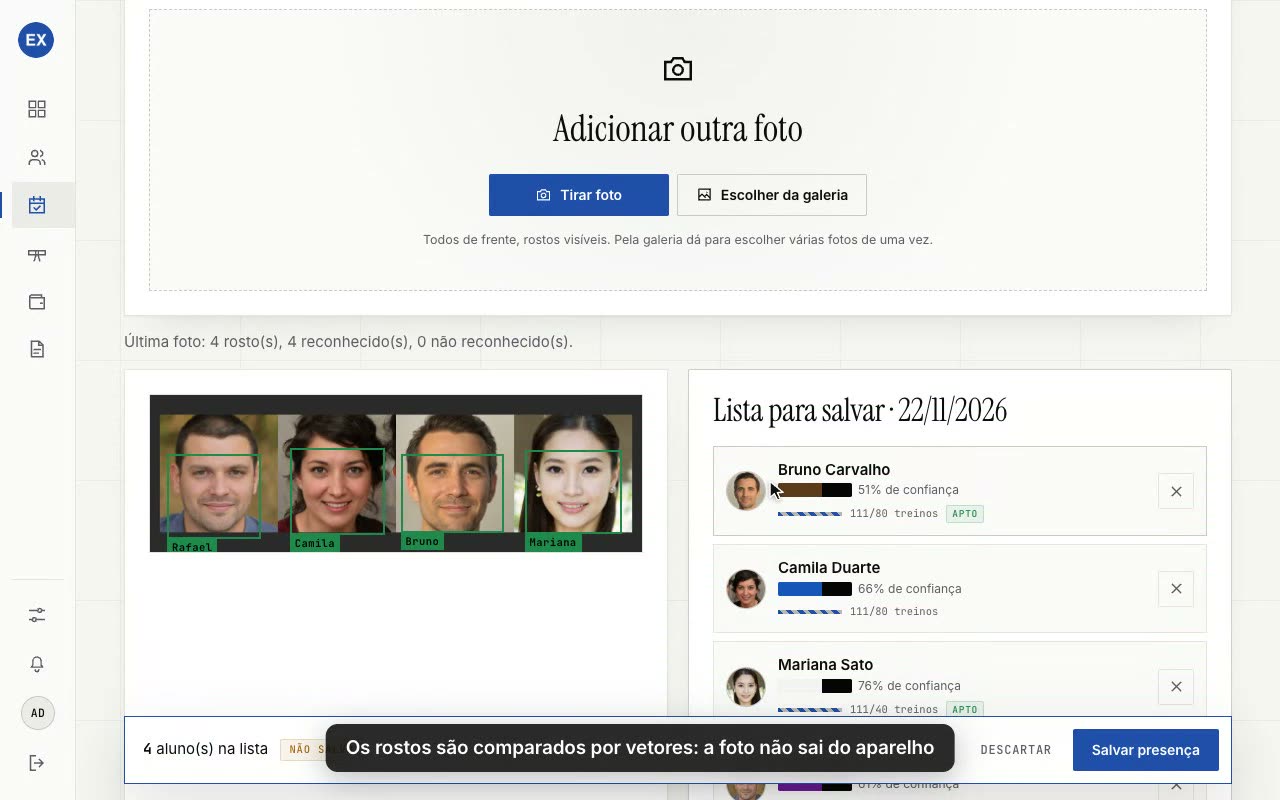 EX
Adicionar outra foto
Tirar foto
Escolher da galeria
Todos de frente, rostos visíveis. Pela galeria dá para escolher várias fotos de uma vez.
Última foto: 4 rosto(s), 4 reconhecido(s), 0 não reconhecido(s).
Rafael
Camila
Bruno
Mariana
Lista para salvar · 22/11/2026
Bruno Carvalho
51% de confiança
111/80 treinos APTO
Camila Duarte
66% de confiança
111/80 treinos
Mariana Sato
76% de confiança
111/40 treinos APTO
4 aluno(s) na lista
NÃO
Os rostos são comparados por vetores: a foto não sai do aparelho
DESCARTAR
Salvar presença
AD